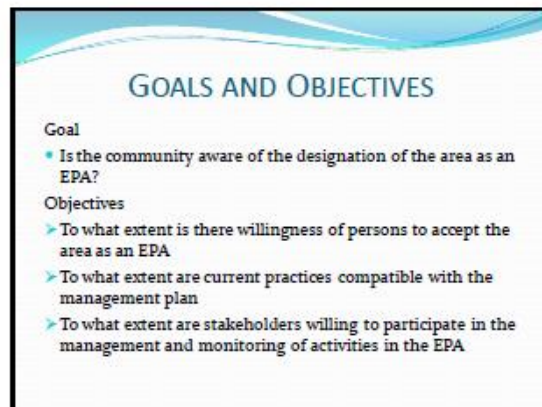 GOALS AND OBJECTIVES
Goal
• Is the community aware of the designation of the area as an
EPA?
Objectives
➤ To what extent is there willingness of persons to accept the
area as an EPA
➤ To what extent are current practices compatible with the
management plan
➤ To what extent are stakeholders willing to participate in the
management and monitoring of activities in the EPA